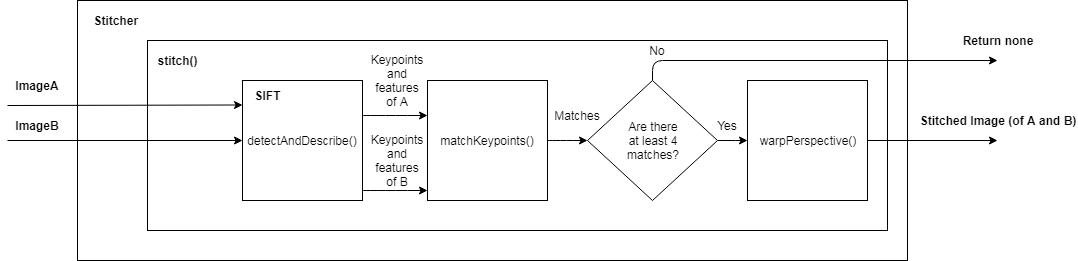 Stitcher
stitch()
ImageA
ImageB
SIFT
detectAndDescribe()
Keypoints
and
features
of A
Keypoints
and
features
of B
matchKeypoints()
Matches
Are there
at least 4
matches?
No
Yes
warpPerspective()
Return none
Stitched Image (of A and B)